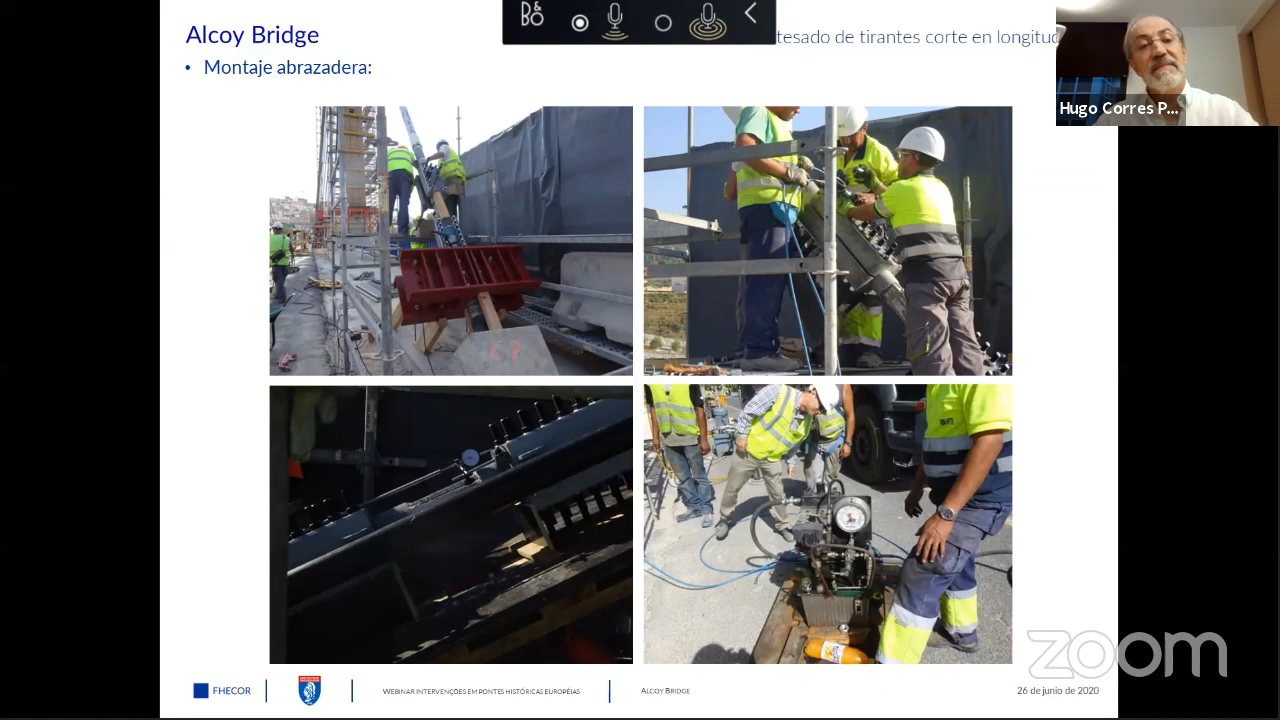 Alcoy Bridge
B&O
tesado de tirantes corte en longitud
• Montaje abrazadera:
Hugo Corres P...
FHECOR
WEBINAR INTERVENÇÕES EM PONTES HISTÓRICAS EUROPÉIAS
ALCOY BRIDGE
26 de junio de 2020
zoom